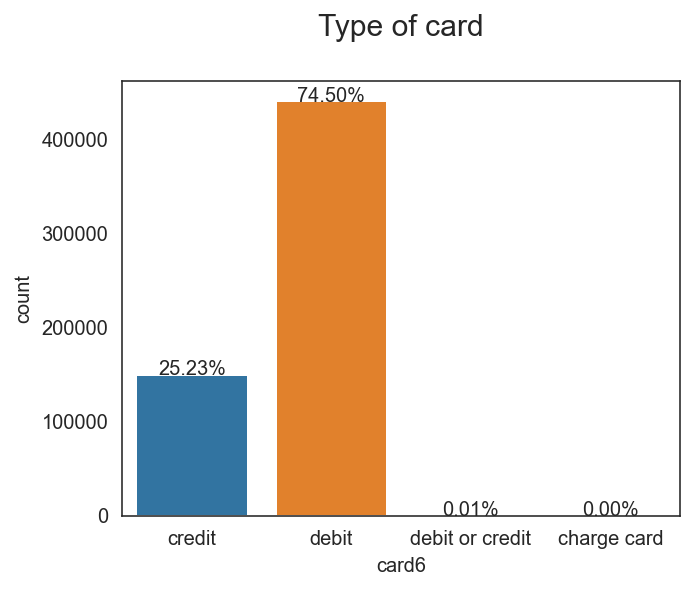 Type of card
74.50%
400000
300000
count
200000
25.23%
100000
0
0.01%
0.00%
credit
debit
debit or credit
charge card
card6